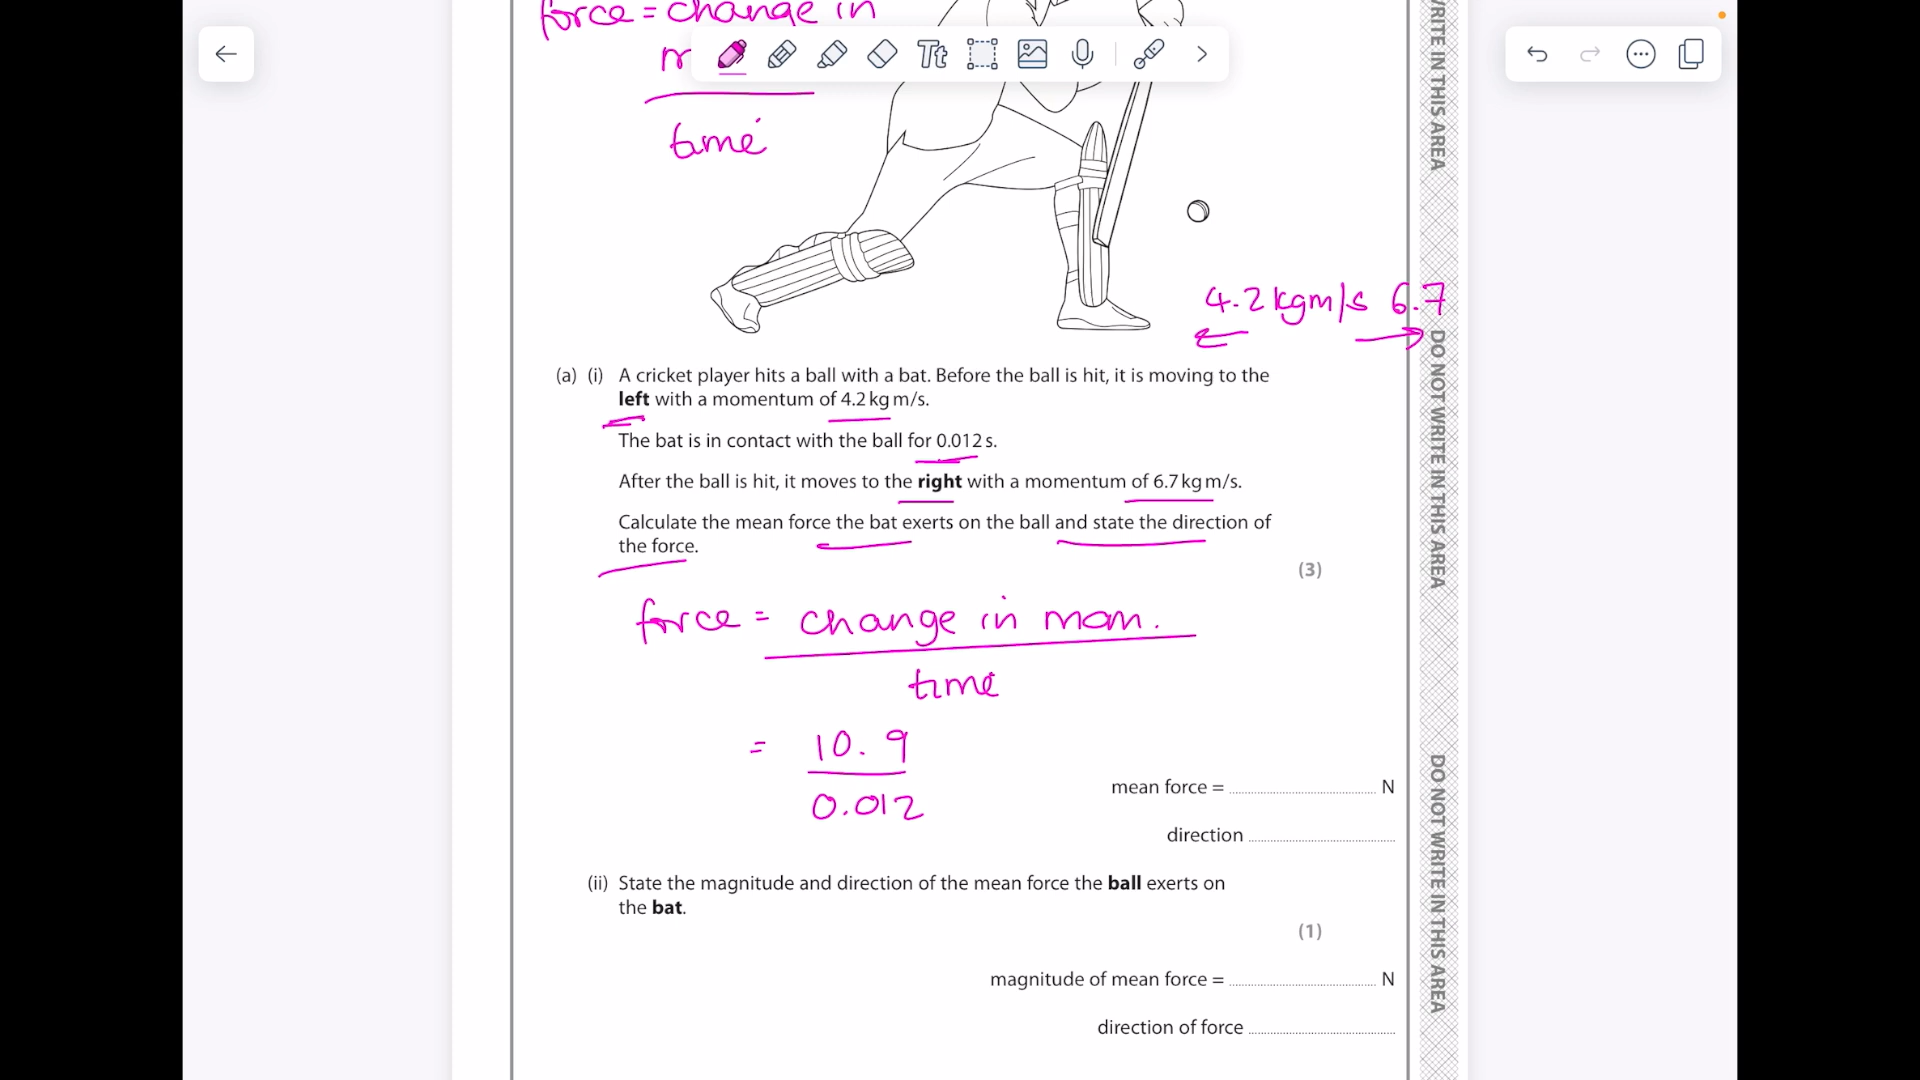 force = change in
Tt
time
4.2 kgm/s 6.7
(a) (i) A cricket player hits a ball with a bat. Before the ball is hit, it is moving to the
left with a momentum of 4.2 kg m/s.
The bat is in contact with the ball for 0.012 s.
After the ball is hit, it moves to the right with a momentum of 6.7 kg m/s.
Calculate the mean force the bat exerts on the ball and state the direction of
the force.
(3)
force = change in mom.
time
= 10.9
0.012
mean force = ............................ N
direction ............................
(ii) State the magnitude and direction of the mean force the ball exerts on
the bat.
(1)
magnitude of mean force = ............................ N
direction of force ............................
WRITE IN THIS AREA
DO NOT WRITE IN THIS AREA
DO NOT WRITE IN THIS AREA